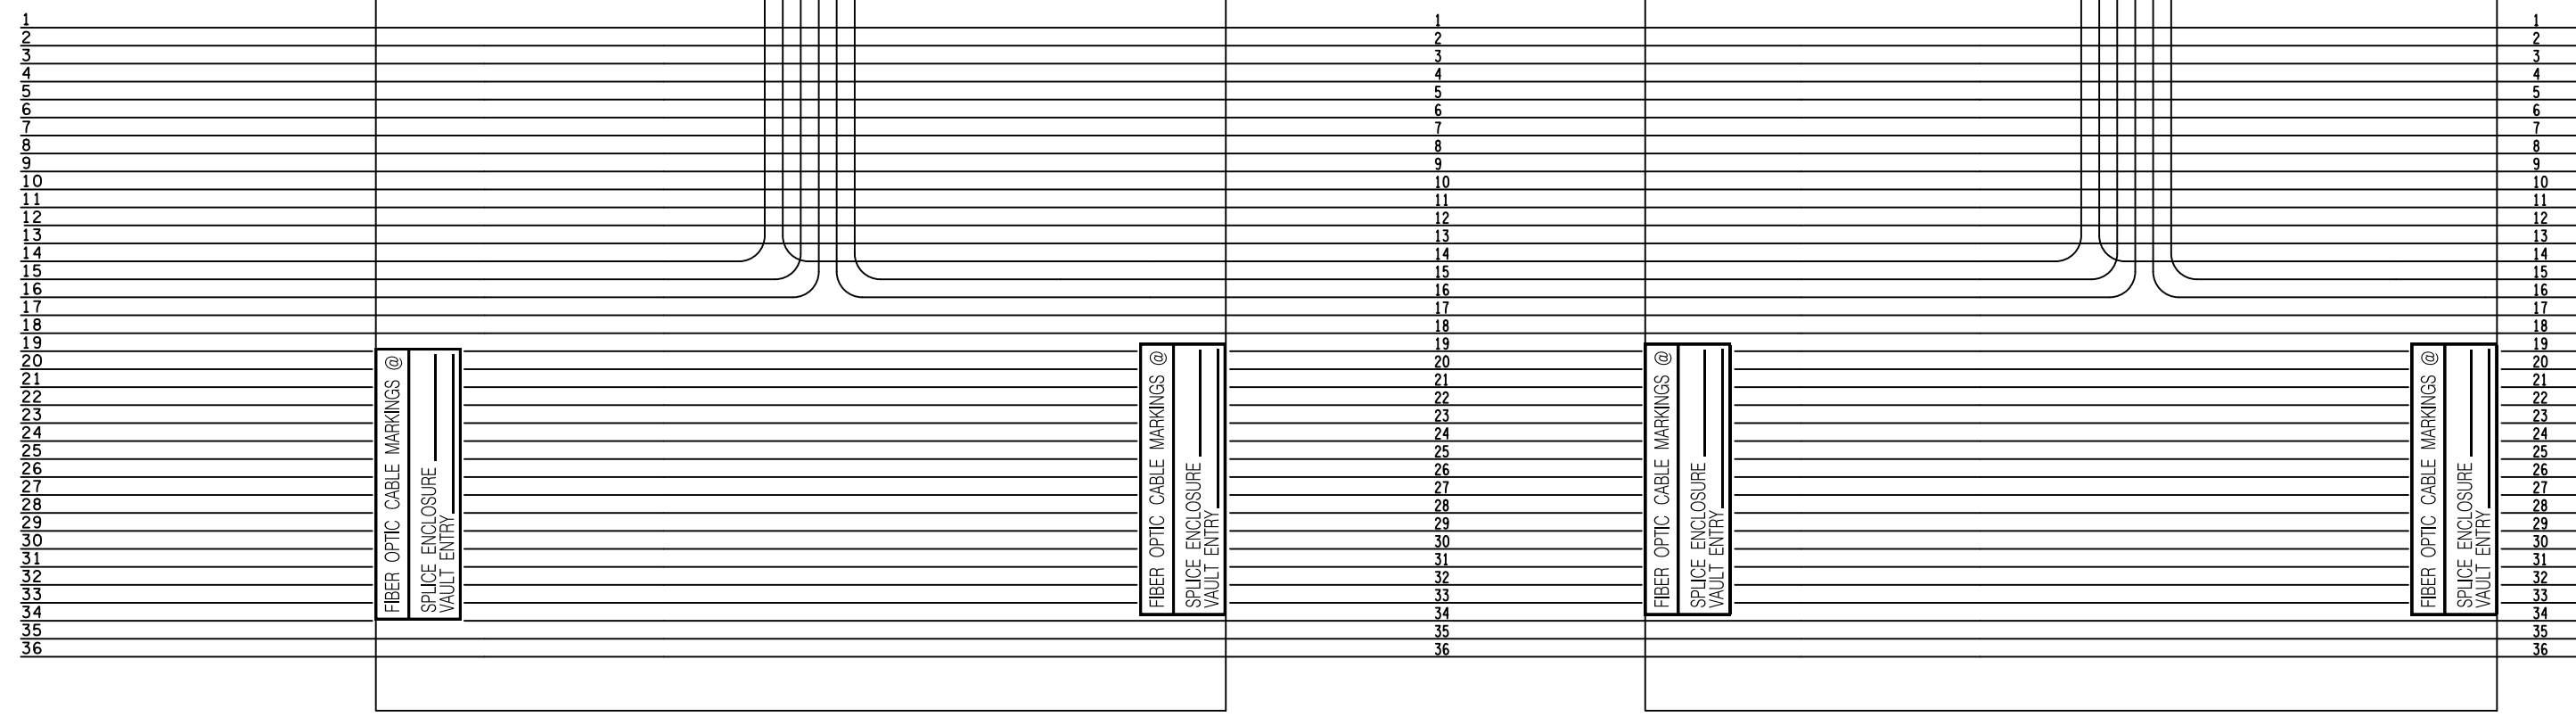 1 1 1
2 2 2
3 3 3
4 4 4
5 5 5
6 6 6
7 7 7
8 8 8
9 9 9
10 10 10
11 11 11
12 12 12
13 13 13
14 14 14
15 15 15
16 16 16
17 17 17
18 18 18
19 19 19
20 20 20
21 21 21
22 22 22
23 23 23
24 24 24
25 25 25
26 26 26
27 27 27
28 28 28
29 29 29
30 30 30
31 31 31
32 32 32
33 33 33
34 34 34
35 35 35
36 36 36
FIBER OPTIC CABLE MARKINGS @
SPLICE ENCLOSURE
VAULT ENTRY
FIBER OPTIC CABLE MARKINGS @
SPLICE ENCLOSURE
VAULT ENTRY
FIBER OPTIC CABLE MARKINGS @
SPLICE ENCLOSURE
VAULT ENTRY
FIBER OPTIC CABLE MARKINGS @
SPLICE ENCLOSURE
VAULT ENTRY